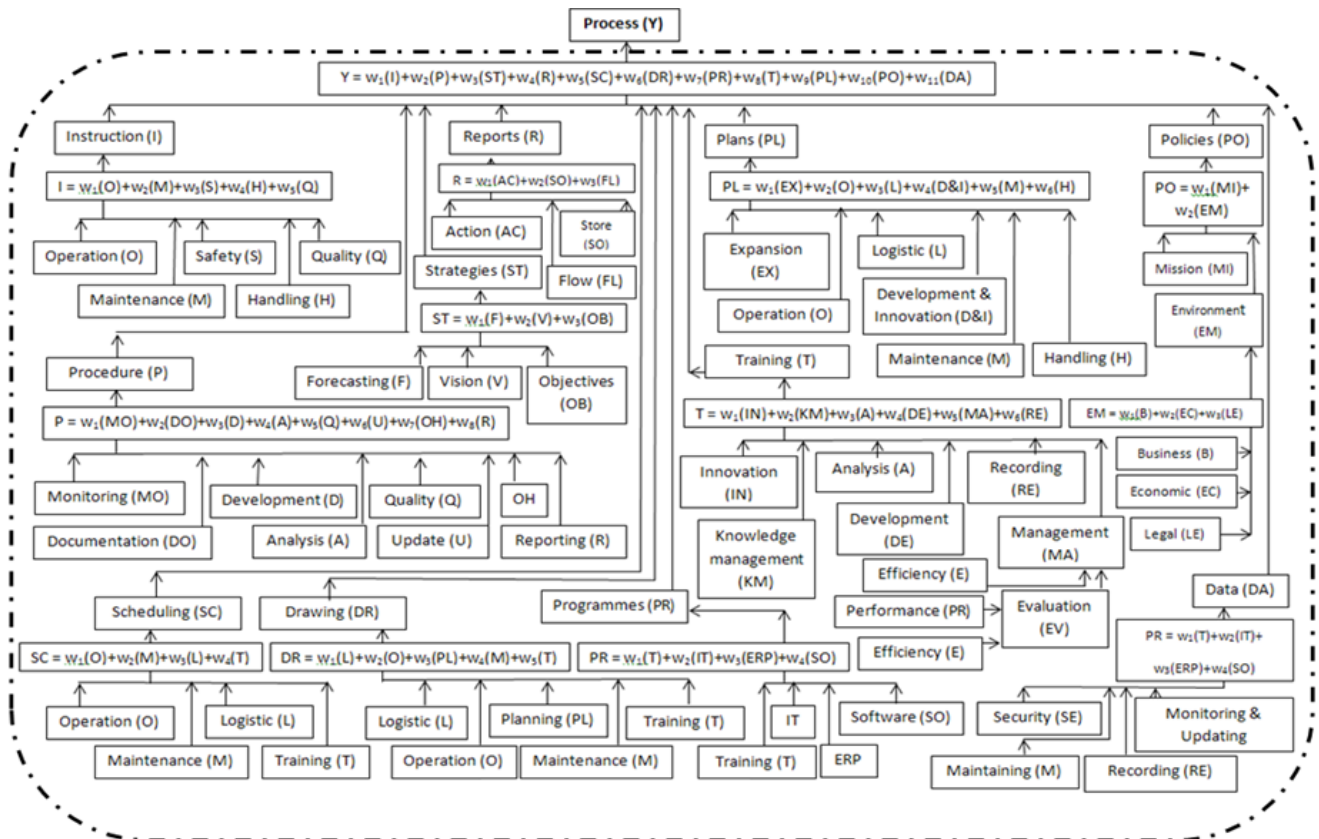 Process (Y)
Y = w₁(I)+w₂(P)+w₃(ST)+w₄(R)+w₅(SC)+w₆(DR)+w₇(PR)+w₈(T)+w₉(PL)+w₁₀(PO)+w₁₁(DA)
Instruction (I)
Reports (R)
Plans (PL)
Policies (PO)
I = w₁(O)+w₂(M)+w₃(S)+w₄(H)+w₅(Q)
R = w₁(AC)+w₂(SO)+w₃(FL)
PL = w₁(EX)+w₂(O)+w₃(L)+w₄(D&I)+w₅(M)+w₆(H)
PO = w₁(MI)+
w₂(EM)
Operation (O)
Safety (S)
Quality (Q)
Maintenance (M)
Handling (H)
Action (AC)
Store
(SO)
Flow (FL)
Strategies (ST)
ST = w₁(F)+w₂(V)+w₃(OB)
Forecasting (F)
Vision (V)
Objectives
(OB)
Expansion
(EX)
Logistic (L)
Operation (O)
Development &
Innovation (D&I)
Maintenance (M)
Handling (H)
Mission (MI)
Environment
(EM)
Procedure (P)
P = w₁(MO)+w₂(DO)+w₃(D)+w₄(A)+w₅(Q)+w₆(U)+w₇(OH)+w₈(R)
Monitoring (MO)
Development (D)
Quality (Q)
OH
Documentation (DO)
Analysis (A)
Update (U)
Reporting (R)
Training (T)
T = w₁(IN)+w₂(KM)+w₃(A)+w₄(DE)+w₅(MA)+w₆(RE)
Innovation
(IN)
Analysis (A)
Recording
(RE)
Knowledge
management
(KM)
Development
(DE)
Management
(MA)
Efficiency (E)
Performance (PR)
Evaluation
(EV)
Efficiency (E)
EM = w₁(B)+w₂(EC)+w₃(LE)
Business (B)
Economic (EC)
Legal (LE)
Scheduling (SC)
Drawing (DR)
Programmes (PR)
Data (DA)
SC = w₁(O)+w₂(M)+w₃(L)+w₄(T)
DR = w₁(L)+w₂(O)+w₃(PL)+w₄(M)+w₅(T)
PR = w₁(T)+w₂(IT)+w₃(ERP)+w₄(SO)
PR = w₁(T)+w₂(IT)+
w₃(ERP)+w₄(SO)
Operation (O)
Logistic (L)
Maintenance (M)
Training (T)
Logistic (L)
Planning (PL)
Training (T)
Operation (O)
Maintenance (M)
IT
Software (SO)
Training (T)
ERP
Security (SE)
Monitoring &
Updating
Maintaining (M)
Recording (RE)